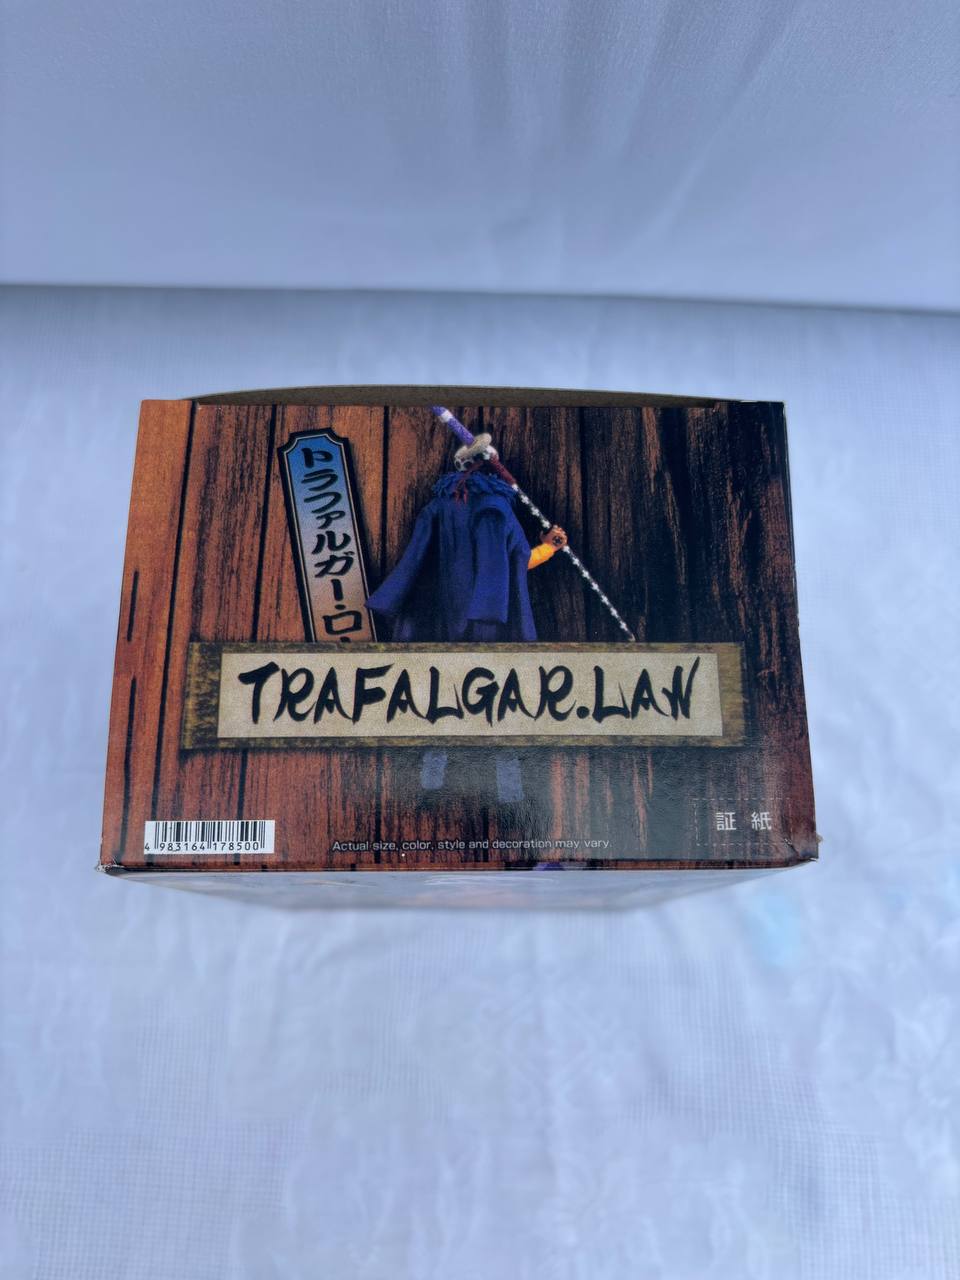 トラファルガー・ロー
TRAFALGAR.LAW
4 983164 178500
Actual size, color, style and decoration may vary.
証 紙